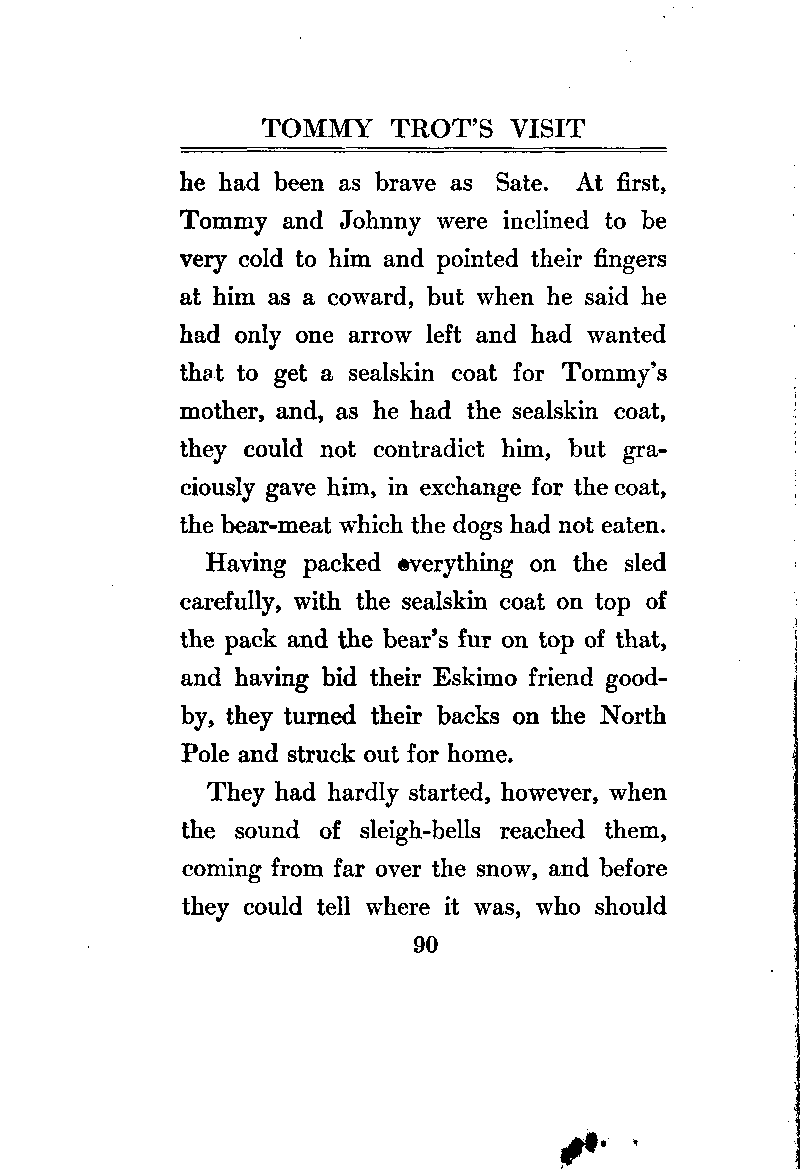 TOMMY TROT'S VISIT
he had been as brave as Sate. At first,
Tommy and Johnny were inclined to be
very cold to him and pointed their fingers
at him as a coward, but when he said he
had only one arrow left and had wanted
that to get a sealskin coat for Tommy's
mother, and, as he had the sealskin coat,
they could not contradict him, but gra-
ciously gave him, in exchange for the coat,
the bear-meat which the dogs had not eaten.
Having packed everything on the sled
carefully, with the sealskin coat on top of
the pack and the bear's fur on top of that,
and having bid their Eskimo friend good-
by, they turned their backs on the North
Pole and struck out for home.
They had hardly started, however, when
the sound of sleigh-bells reached them,
coming from far over the snow, and before
they could tell where it was, who should
90